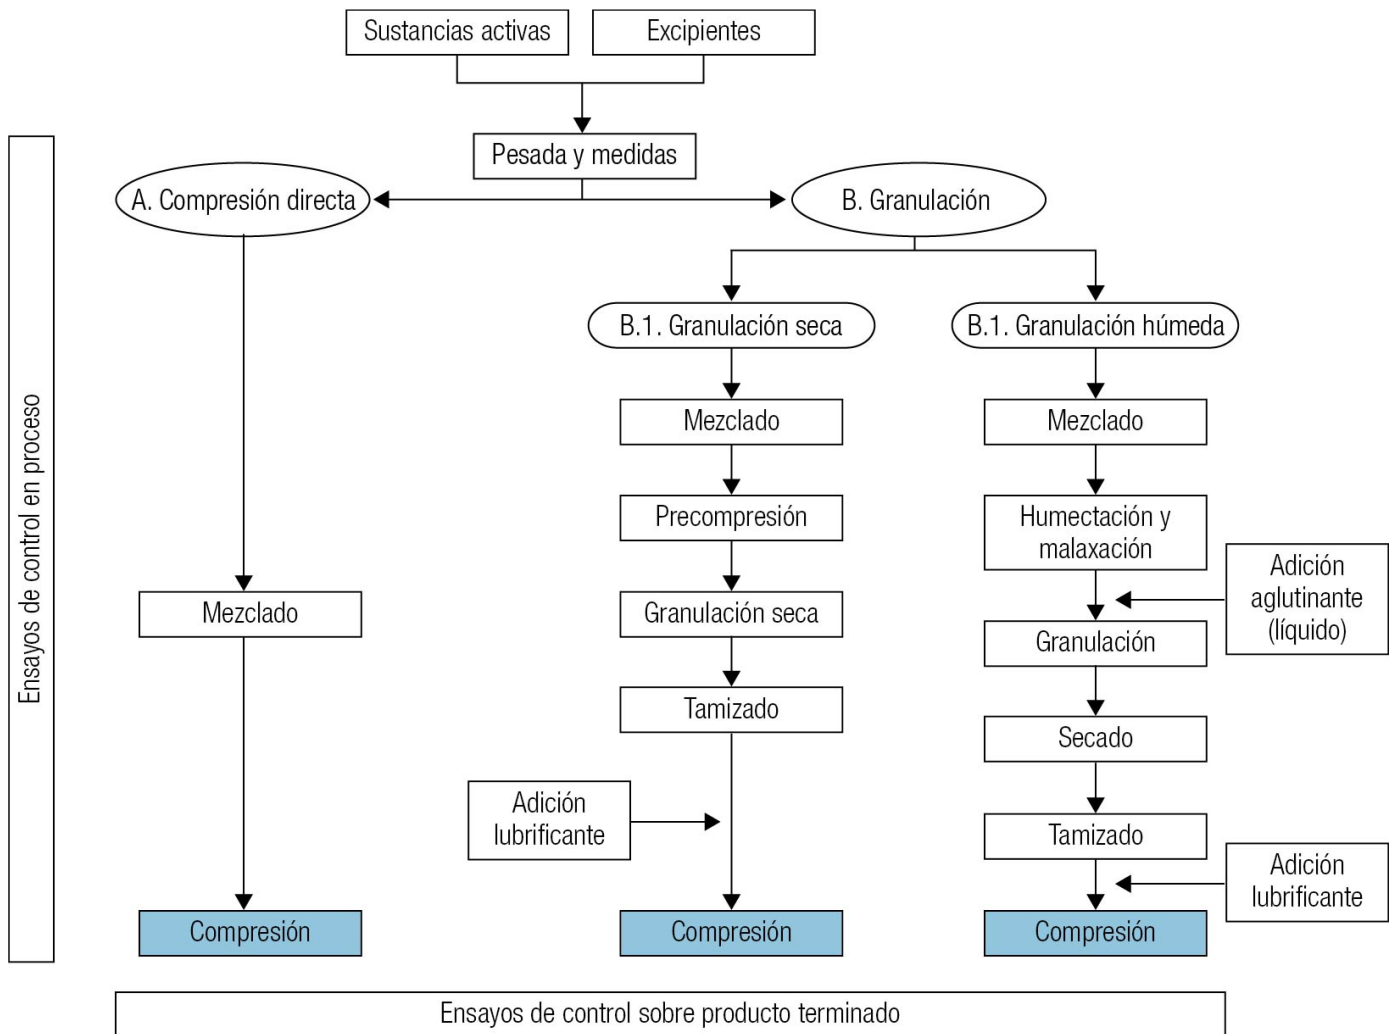 Sustancias activas
Excipientes
Pesada y medidas
A. Compresión directa
B. Granulación
B.1. Granulación seca
B.1. Granulación húmeda
Mezclado
Mezclado
Precompresión
Humectación y
malaxación
Adición
aglutinante
(líquido)
Mezclado
Granulación seca
Granulación
Tamizado
Secado
Adición
lubrificante
Tamizado
Adición
lubrificante
Compresión
Compresión
Compresión
Ensayos de control en proceso
Ensayos de control sobre producto terminado